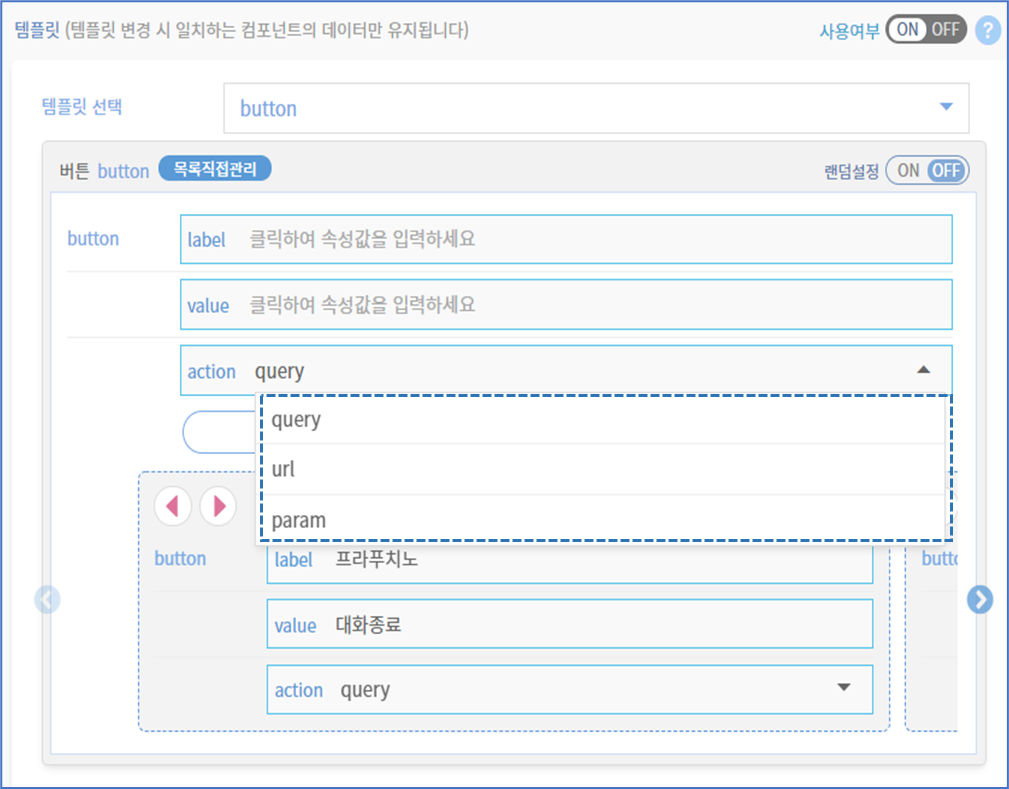 템플릿 (템플릿 변경 시 일치하는 컴포넌트의 데이터만 유지됩니다) 사용여부 ON OFF ?
템플릿 선택 button
버튼 button 목록직접관리 랜덤설정 ON OFF
button label 클릭하여 속성값을 입력하세요
value 클릭하여 속성값을 입력하세요
action query
query
url
param
button label 프라푸치노
value 대화종료
action query